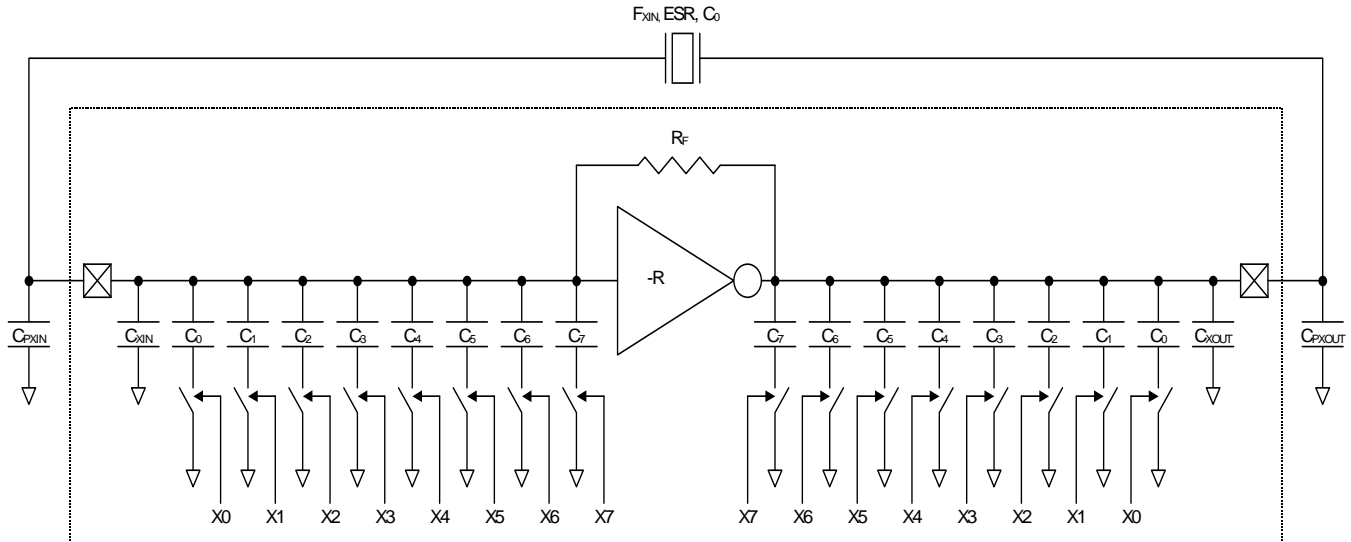 FXIN, ESR, C0
RF
-R
CPXIN CXIN C0 C1 C2 C3 C4 C5 C6 C7 C7 C6 C5 C4 C3 C2 C1 C0 CXOUT CPXOUT
X0 X1 X2 X3 X4 X5 X6 X7 X7 X6 X5 X4 X3 X2 X1 X0